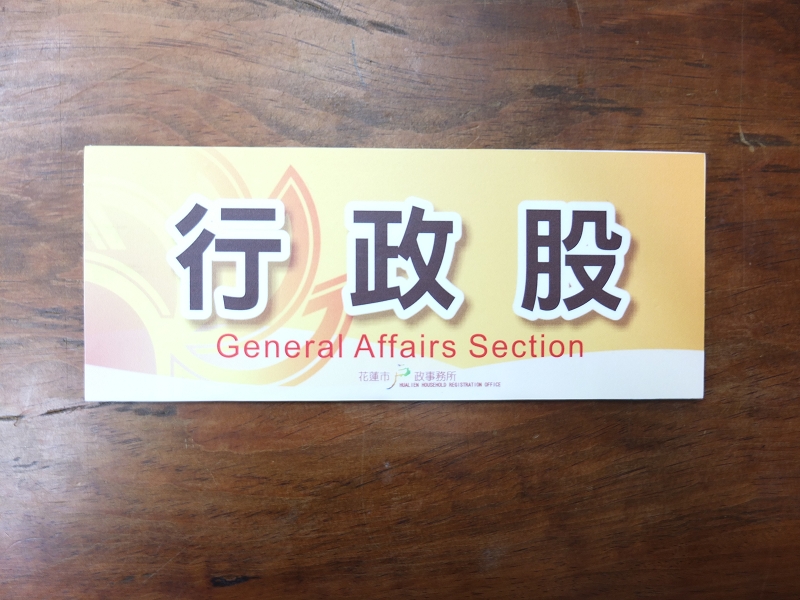 行政股
General Affairs Section
花蓮市戶政事務所
HUALIEN HOUSEHOLD REGISTRATION OFFICE